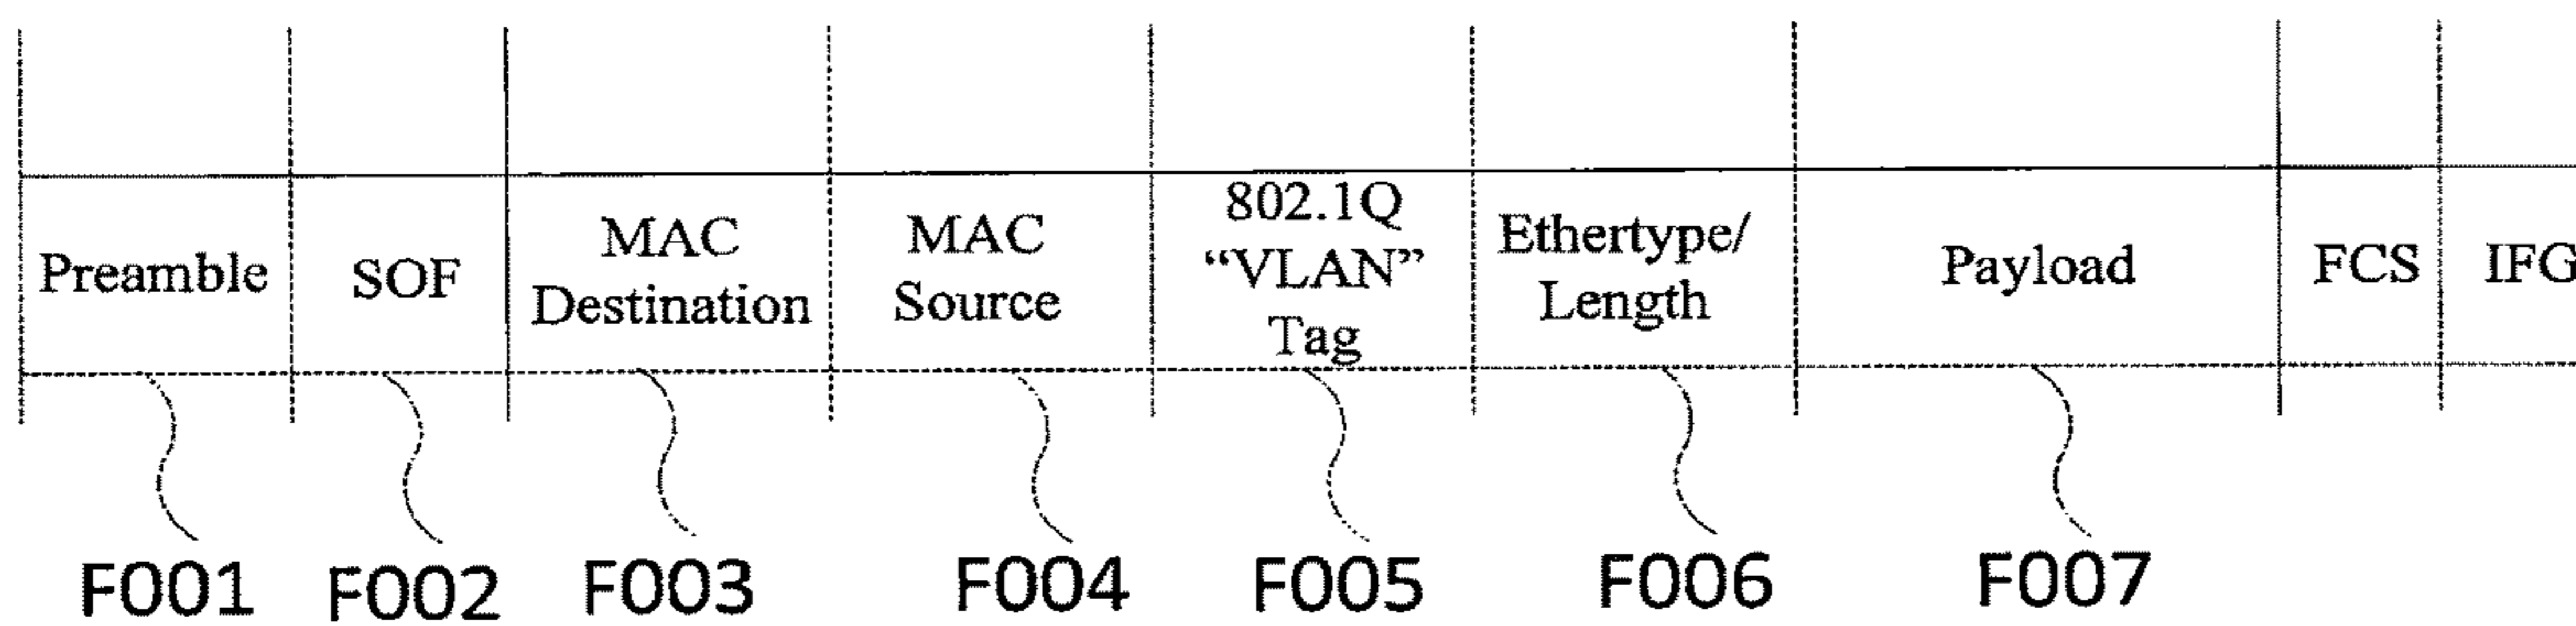 Preamble
SOF
MAC
Destination
MAC
Source
802.1Q
“VLAN”
Tag
Ethertype/
Length
Payload
FCS
IFG
F001
F002
F003
F004
F005
F006
F007